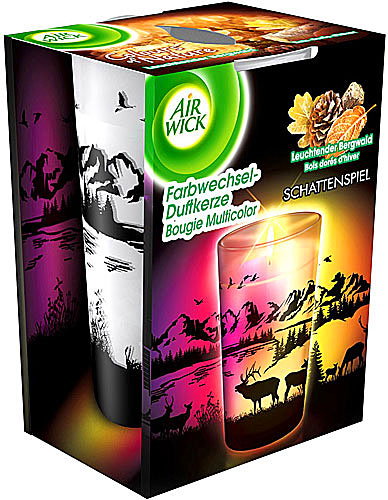 AIR
WICK
Farbwechsel-
Duftkerze
Bougie Multicolor
Leuchtender Bergwald
Bois dorés d'hiver
SCHATTENSPIEL